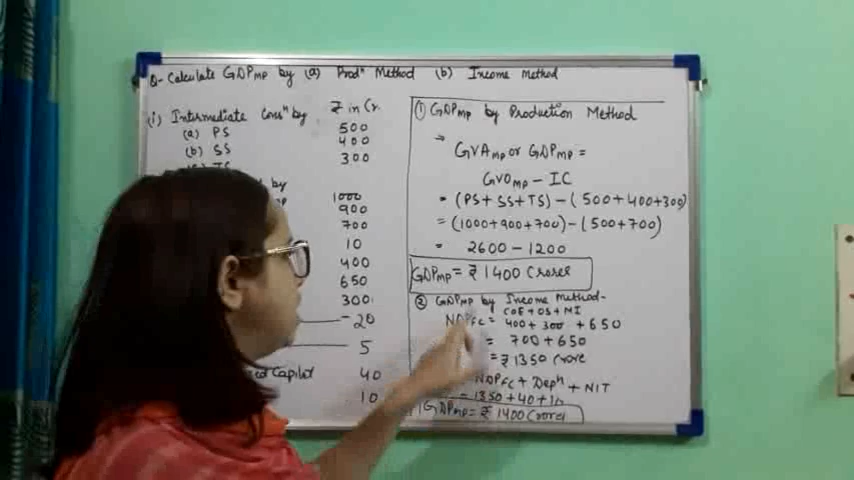 Q- Calculate GDPMP by (a) Prodⁿ Method (b) Income Method
(i) Intermediate Consⁿ by ₹ in Cr.
(a) PS 500
(b) SS 400
300
by
1000
900
700
10
400
650
300
-20
5
Capital 40
10
① GDPMP by Production Method
→ GVAMP or GDPMP =
GVOMP - IC
= (PS + SS + TS) - (500+400+300)
= (1000+900+700) - (500+700)
= 2600 - 1200
GDPMP = ₹ 1400 Crores
② GDPMP by Income Method-
COE + OS + MI
NDPFC = 400 + 300 + 650
= 700 + 650
= ₹ 1350 Crore
NDPFC + Depⁿ + NIT
= 1350 + 40 + 10
GDPMP = ₹ 1400 Crores